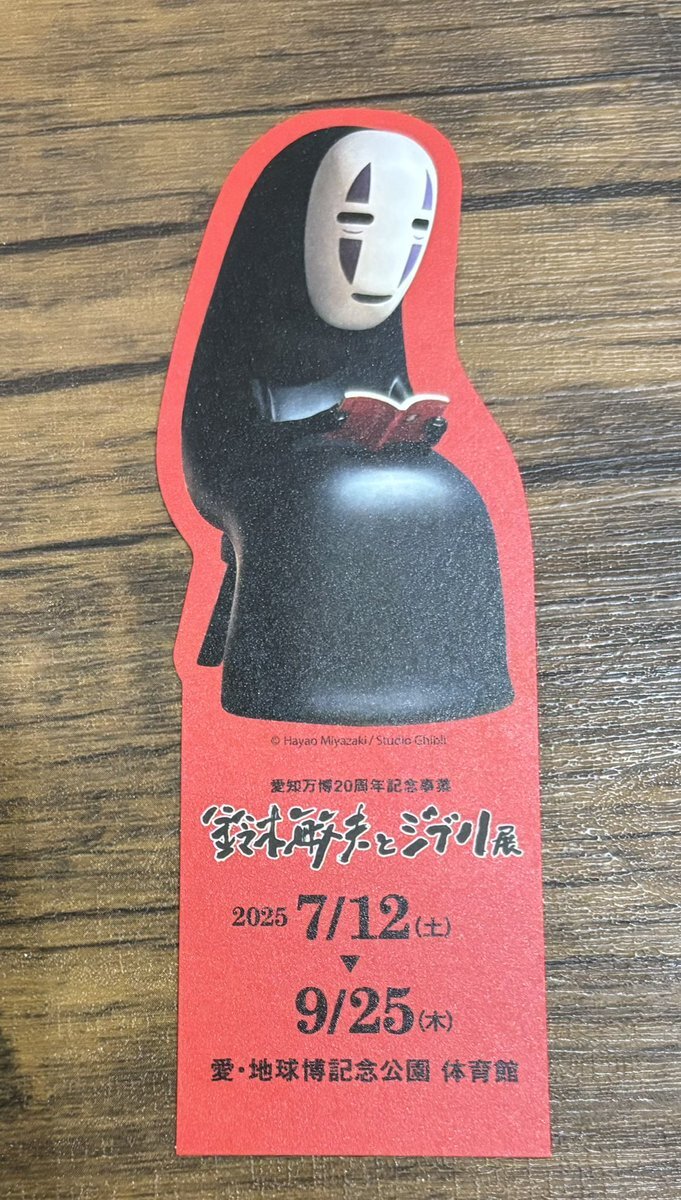 © Hayao Miyazaki / Studio Ghibli
愛知万博20周年記念事業
鈴木敏夫とジブリ展
2025 7/12(土)
▼
9/25(木)
愛・地球博記念公園 体育館